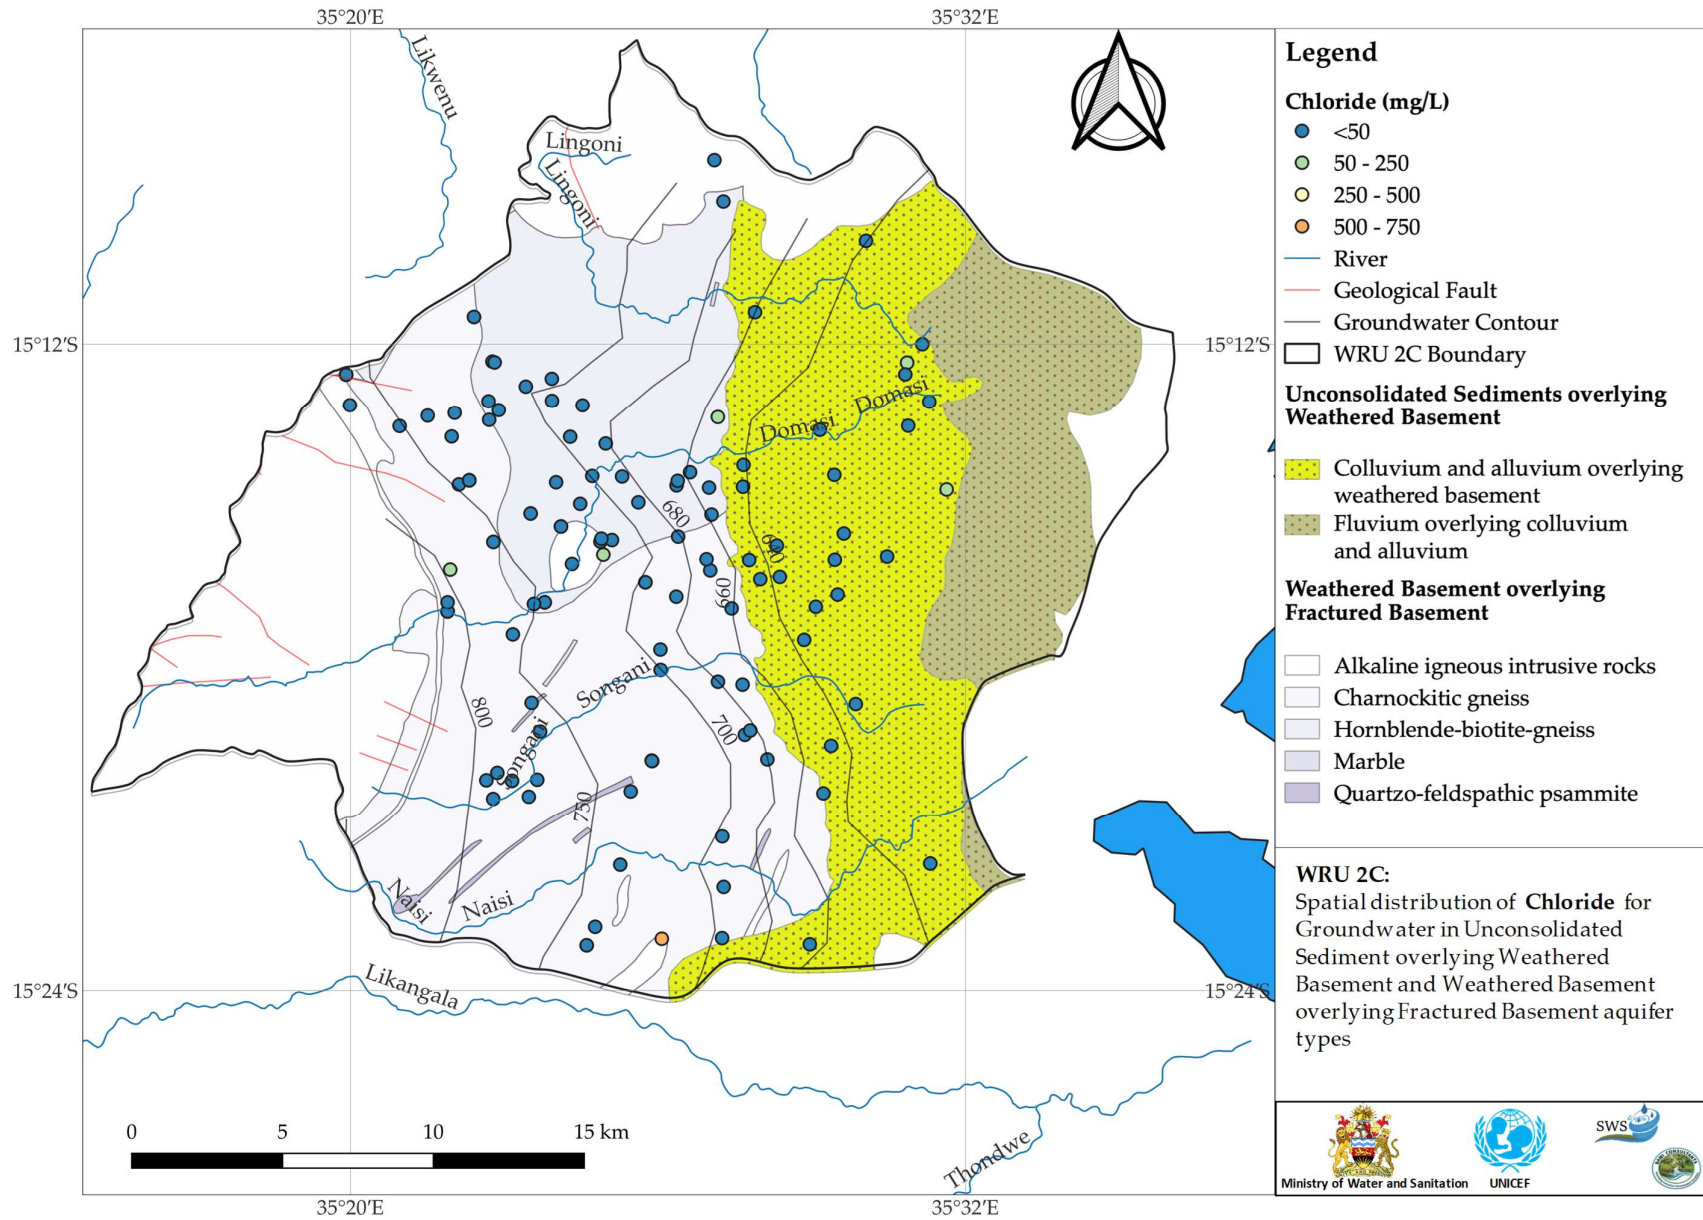 35°20′E
35°32′E
Likwenu
Lingoni
Lingoni
15°12′S
15°12′S
Domasi
Domasi
680
640
660
Songani
800
700
Songani
750
Naisi
Naisi
Likangala
15°24′S
15°24′S
0 5 10 15 km
Thondwe
35°20′E
35°32′E
Legend
Chloride (mg/L)
<50
50 - 250
250 - 500
500 - 750
River
Geological Fault
Groundwater Contour
WRU 2C Boundary
Unconsolidated Sediments overlying
Weathered Basement
Colluvium and alluvium overlying
weathered basement
Fluvium overlying colluvium
and alluvium
Weathered Basement overlying
Fractured Basement
Alkaline igneous intrusive rocks
Charnockitic gneiss
Hornblende-biotite-gneiss
Marble
Quartzo-feldspathic psammite
WRU 2C:
Spatial distribution of Chloride for
Groundwater in Unconsolidated
Sediment overlying Weathered
Basement and Weathered Basement
overlying Fractured Basement aquifer
types
Ministry of Water and Sanitation
UNICEF
SWS